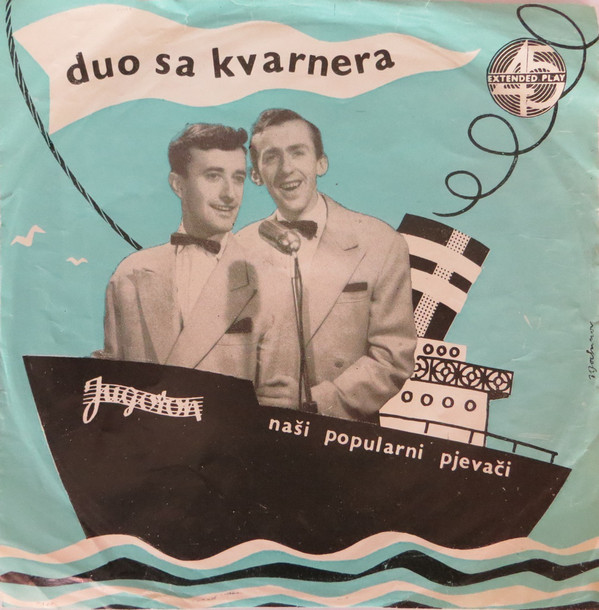 duo sa kvarnera
45
EXTENDED PLAY
Jugoton
naši popularni pjevači